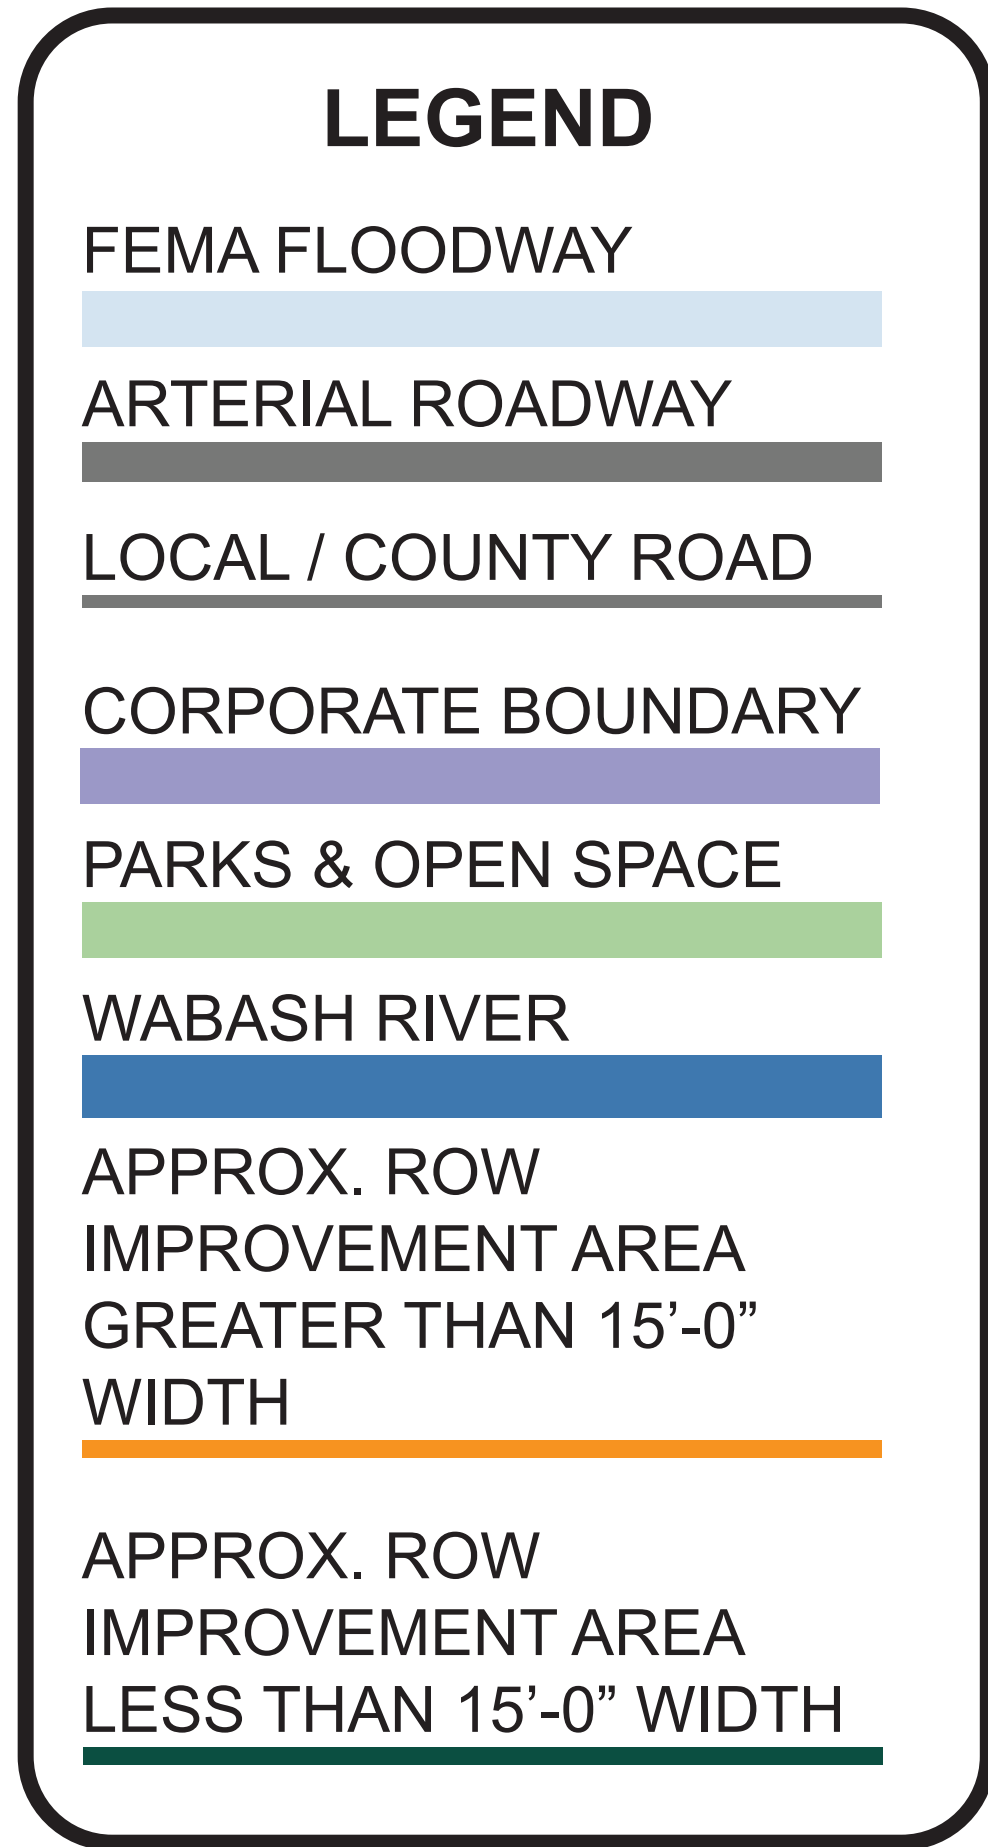 LEGEND
FEMA FLOODWAY
ARTERIAL ROADWAY
LOCAL / COUNTY ROAD
CORPORATE BOUNDARY
PARKS & OPEN SPACE
WABASH RIVER
APPROX. ROW
IMPROVEMENT AREA
GREATER THAN 15’-0”
WIDTH
APPROX. ROW
IMPROVEMENT AREA
LESS THAN 15’-0” WIDTH